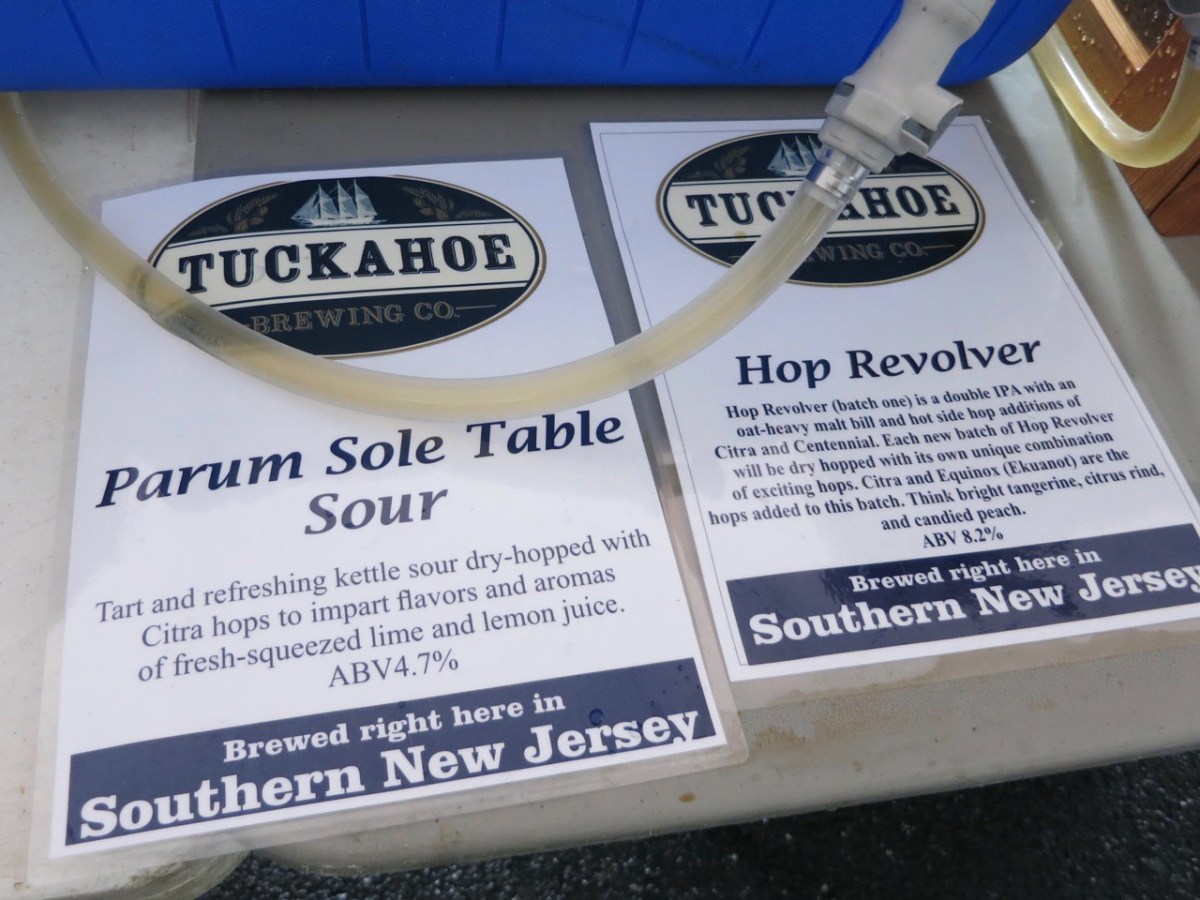 TUCKAHOE
BREWING CO.
Parum Sole Table
Sour
Tart and refreshing kettle sour dry-hopped with
Citra hops to impart flavors and aromas
of fresh-squeezed lime and lemon juice.
ABV4.7%
Brewed right here in
Southern New Jersey
TUCKAHOE
BREWING CO.
Hop Revolver
Hop Revolver (batch one) is a double IPA with an
oat-heavy malt bill and hot side hop additions of
Citra and Centennial. Each new batch of Hop Revolver
will be dry hopped with its own unique combination
of exciting hops. Citra and Equinox (Ekuanot) are the
hops added to this batch. Think bright tangerine, citrus rind,
and candied peach.
ABV 8.2%
Brewed right here in
Southern New Jersey